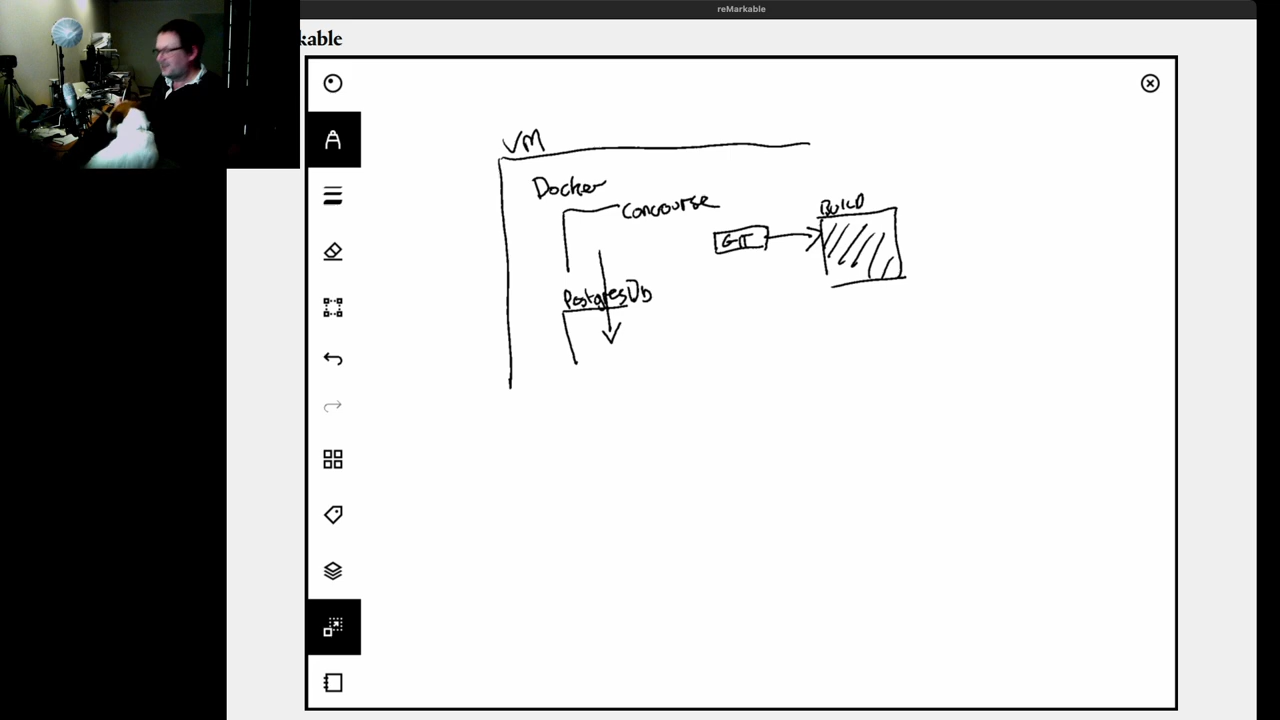 reMarkable
kable
VM
Docker
Concourse
BUILD
GIT
PostgresDb